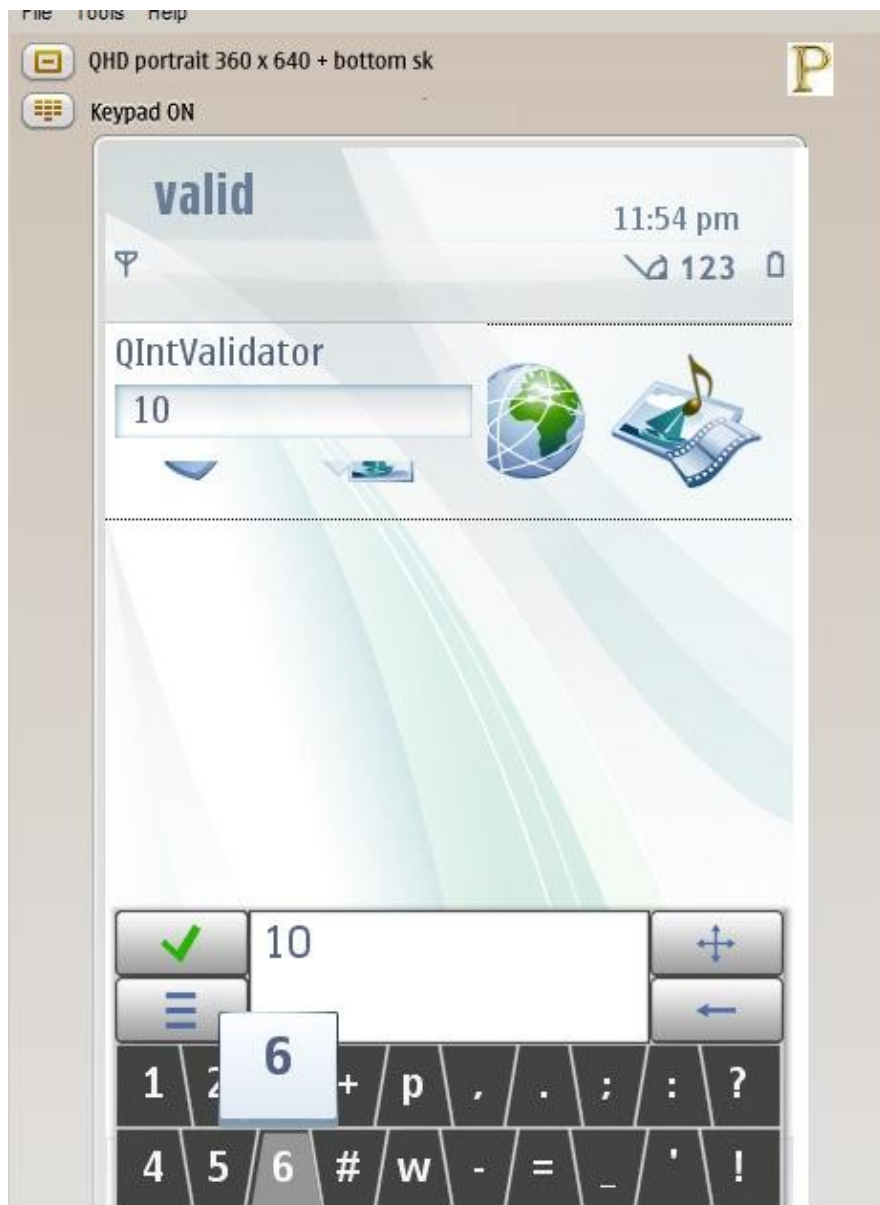 File Tools Help
QHD portrait 360 x 640 + bottom sk
P
Keypad ON
valid
11:54 pm
123
QIntValidator
10
10
6
1 2 + p , . ; : ?
4 5 6 # w - = _ ' !